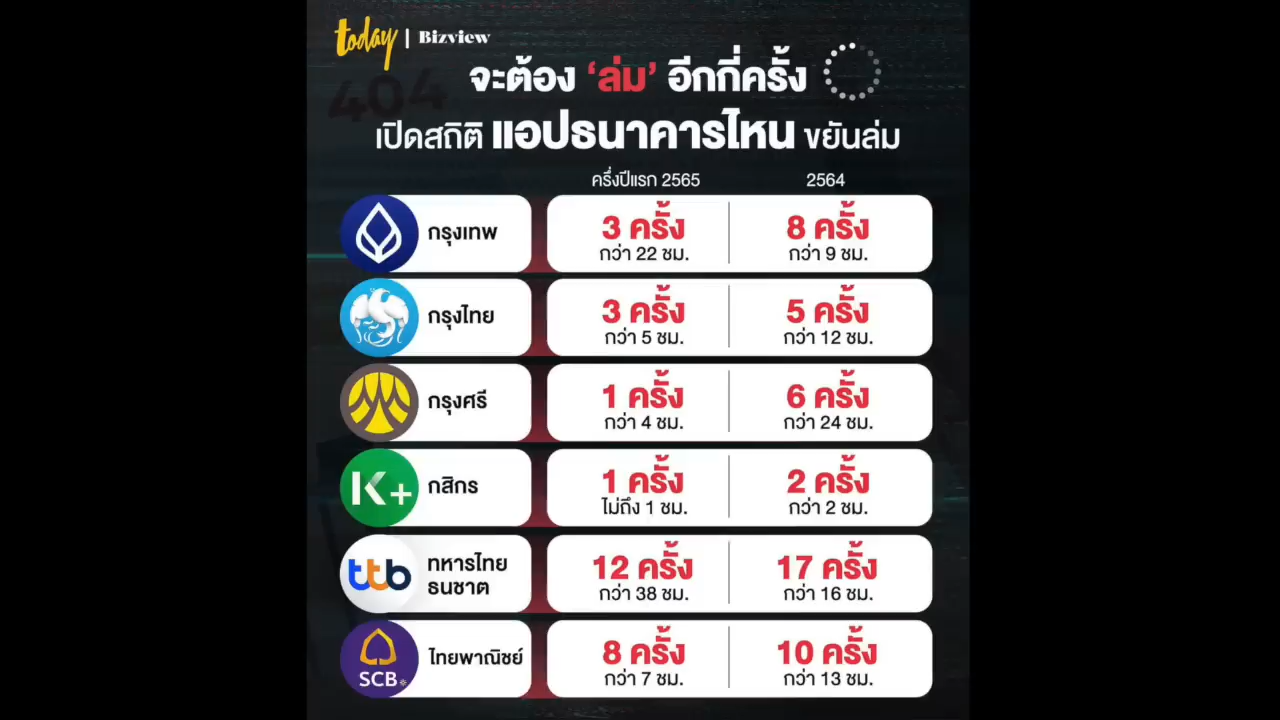 today | Bizview
404
จะต้อง ‘ล่ม’ อีกกี่ครั้ง
เปิดสถิติ แอปธนาคารไหน ขยันล่ม
ครึ่งปีแรก 2565 2564
กรุงเทพ 3 ครั้ง 8 ครั้ง
กว่า 22 ชม. กว่า 9 ชม.
กรุงไทย 3 ครั้ง 5 ครั้ง
กว่า 5 ชม. กว่า 12 ชม.
กรุงศรี 1 ครั้ง 6 ครั้ง
กว่า 4 ชม. กว่า 24 ชม.
K+ กสิกร 1 ครั้ง 2 ครั้ง
ไม่ถึง 1 ชม. กว่า 2 ชม.
ttb ทหารไทย 12 ครั้ง 17 ครั้ง
ธนชาต กว่า 38 ชม. กว่า 16 ชม.
ไทยพาณิชย์ 8 ครั้ง 10 ครั้ง
SCB กว่า 7 ชม. กว่า 13 ชม.